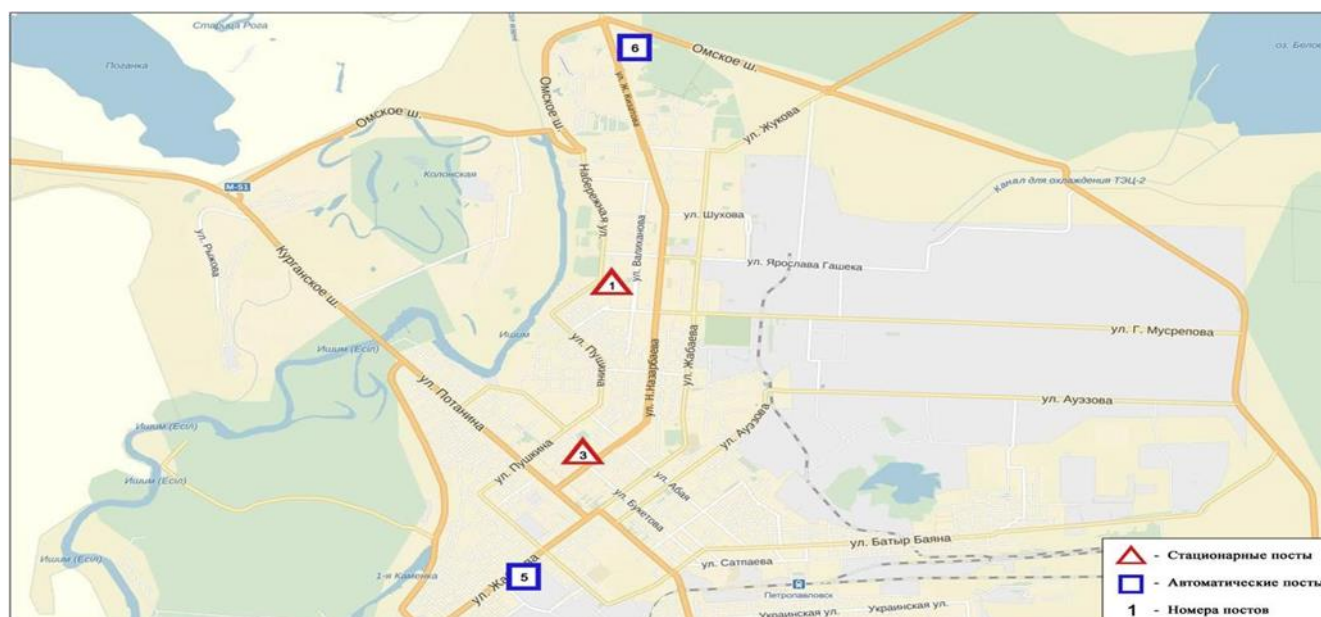 Старица Рога
Поганка
6
Омское ш.
оз. Белое
ул. Ж. Кизатова
Омское ш.
Омское ш.
ул. Жукова
Колонская
Канал для охлаждения ТЭЦ-2
М-51
Набережная ул.
ул. Шухова
ул. Валиханова
ул. Рыжова
ул. Ярослава Гашека
Курганское ш.
1
Ишим
ул. Г. Мусрепова
Ишим (Есіл)
ул. Пушкина
ул. Жабаева
ул. Н.Назарбаева
ул. Потанина
ул. Ауэзова
ул. Ауэзова
Ишим (Есіл)
ул. Пушкина
3
ул. Абая
Ишим (Есіл)
ул. Букетова
ул. Батыр Баяна
Ишим (Есіл)
ул. Сатпаева
1-я Каменка
5
Петропавловск
Украинская ул.
Украинская ул.
- Стационарные посты
- Автоматические посты
1 - Номера постов